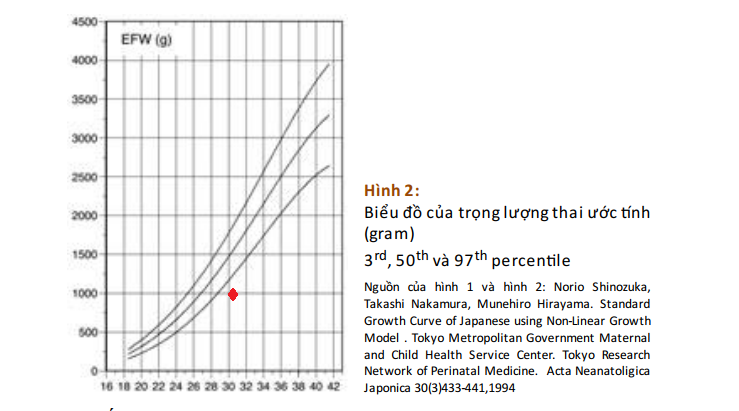 4500
EFW (g)
4000
3500
3000
2500
2000
1500
1000
500
0
16 18 20 22 24 26 28 30 32 34 36 38 40 42
Hình 2:
Biểu đồ của trọng lượng thai ước tính
(gram)
3rd, 50th và 97th percentile
Nguồn của hình 1 và hình 2: Norio Shinozuka,
Takashi Nakamura, Munehiro Hirayama. Standard
Growth Curve of Japanese using Non-Linear Growth
Model . Tokyo Metropolitan Government Maternal
and Child Health Service Center. Tokyo Research
Network of Perinatal Medicine. Acta Neanatoligica
Japonica 30(3)433-441,1994